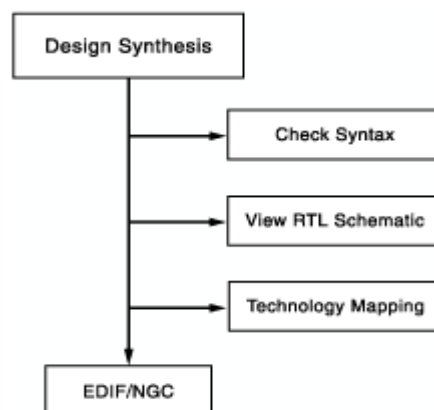 Design Synthesis
Check Syntax
View RTL Schematic
Technology Mapping
EDIF/NGC